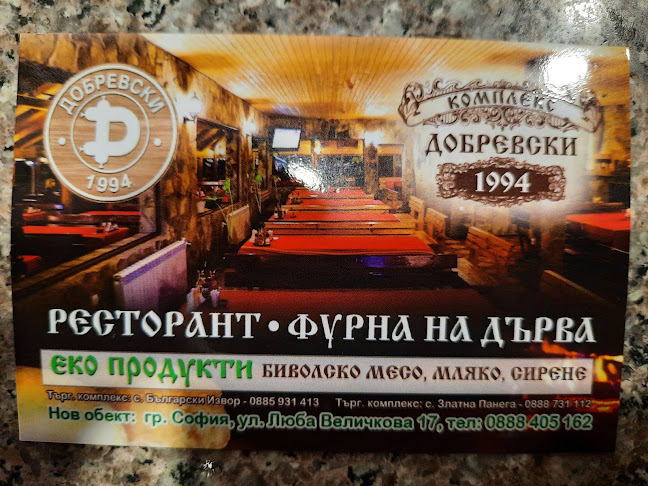 ДОБРЕВСКИ
1994
КОМПЛЕКС
ДОБРЕВСКИ
1994
РЕСТОРАНТ • ФУРНА НА ДЪРВА
ЕКО ПРОДУКТИ БИВОЛСКО МЕСО, МЛЯКО, СИРЕНЕ
Търг. комплекс: с. Български Извор - 0885 931 413 Търг. комплекс: с. Златна Панега - 0888 731 112
Нов обект: гр. София, ул. Люба Величкова 17, тел: 0888 405 162